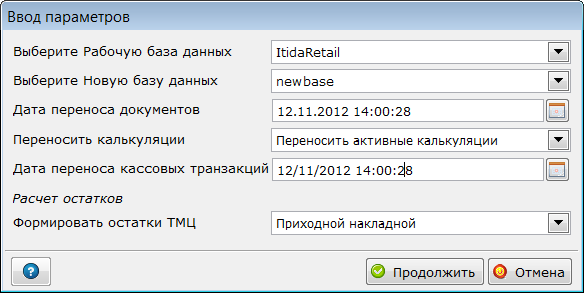 Ввод параметров
Выберите Рабочую база данных ItidaRetail
Выберите Новую базу данных newbase
Дата переноса документов 12.11.2012 14:00:28
Переносить калькуляции Переносить активные калькуляции
Дата переноса кассовых транзакций 12/11/2012 14:00:28
Расчет остатков
Формировать остатки ТМЦ Приходной накладной
? Продолжить Отмена